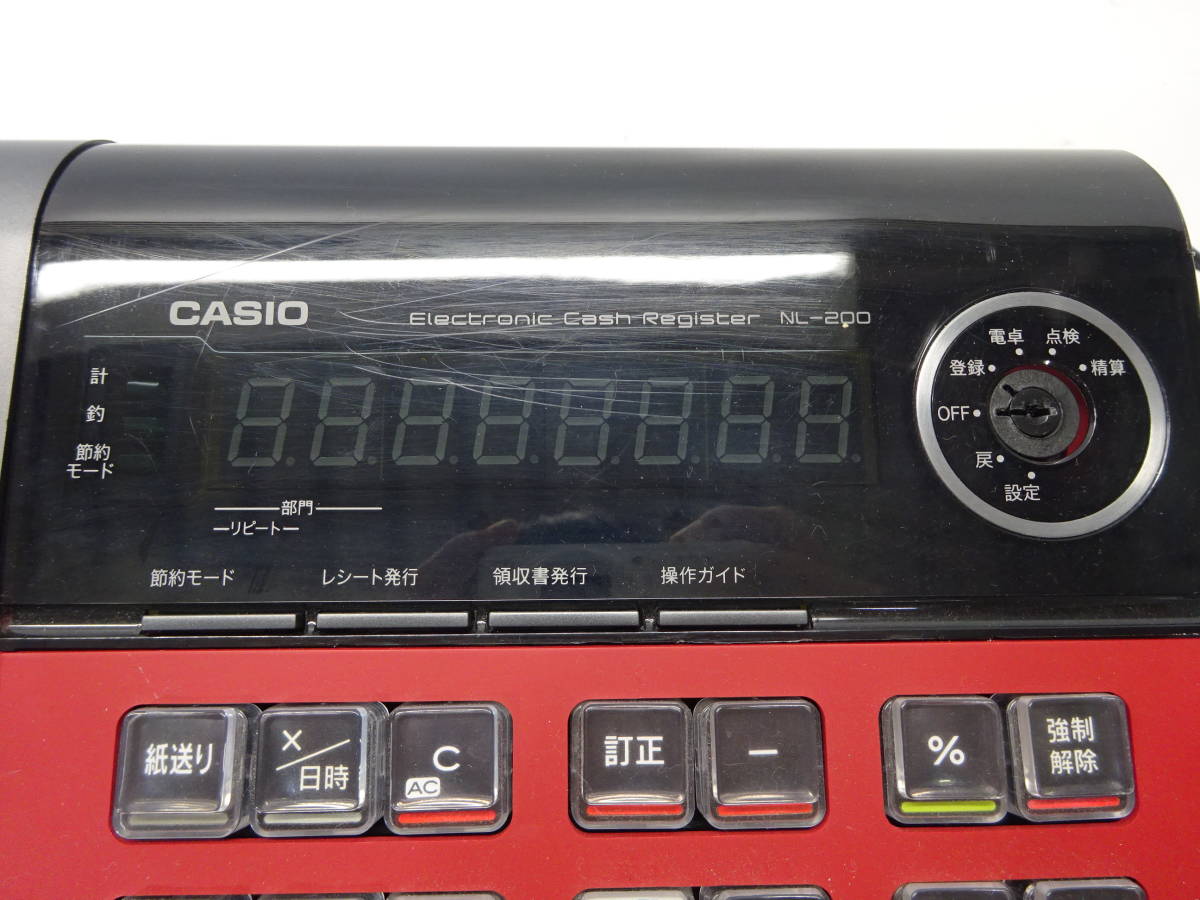 CASIO
Electronic Cash Register NL-200
計
釣
節約
モード
部門
リピート
電卓
点検
登録
精算
OFF
戻
設定
節約モード
レシート発行
領収書発行
操作ガイド
紙送り
×／日時
C
AC
訂正
－
%
強制
解除